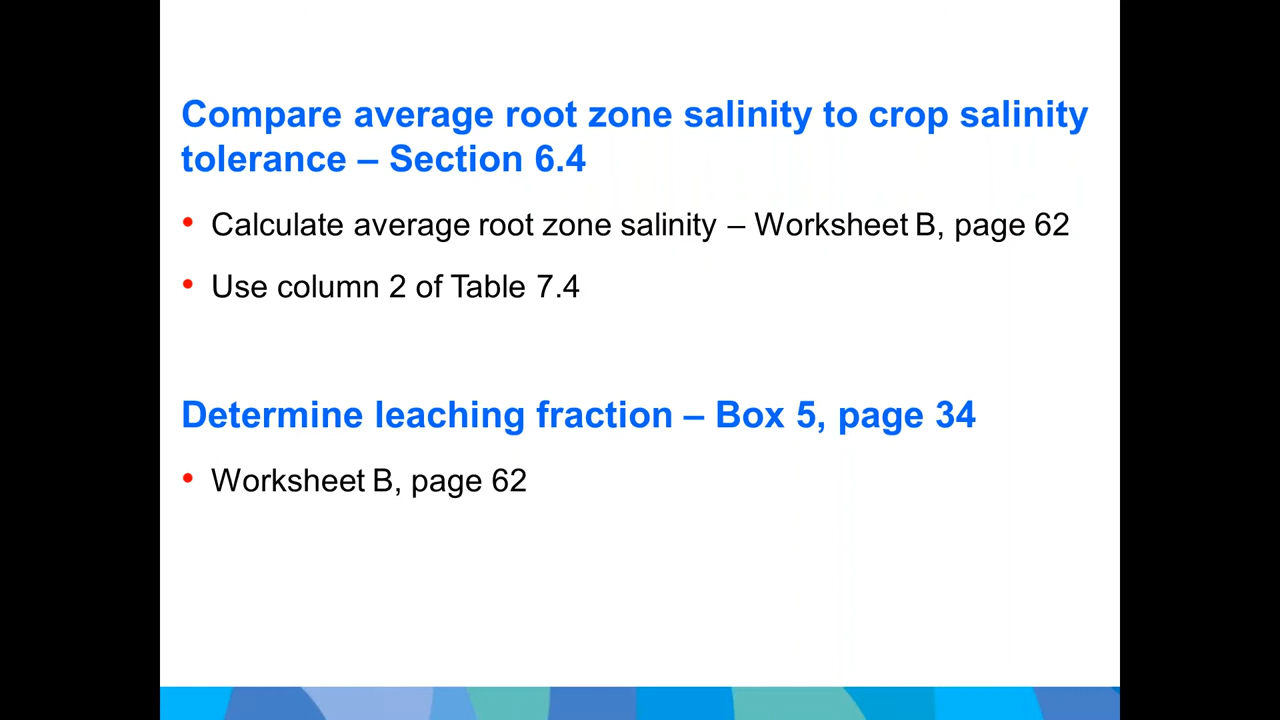 Compare average root zone salinity to crop salinity
tolerance – Section 6.4
• Calculate average root zone salinity – Worksheet B, page 62
• Use column 2 of Table 7.4
Determine leaching fraction – Box 5, page 34
• Worksheet B, page 62